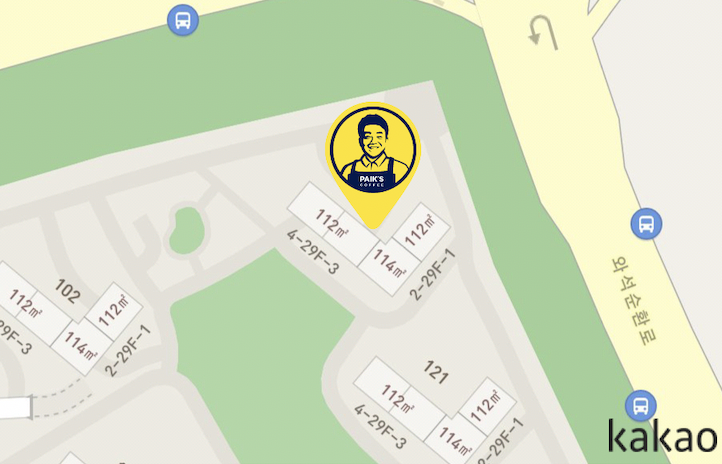 PAIK'S
COFFEE
112㎡
112㎡
4-29F-3
114㎡
2-29F-1
와석순환로
102
112㎡
112㎡
114㎡
29F-3
2-29F-1
121
112㎡
112㎡
4-29F-3
114㎡
2-29F-1
kakao